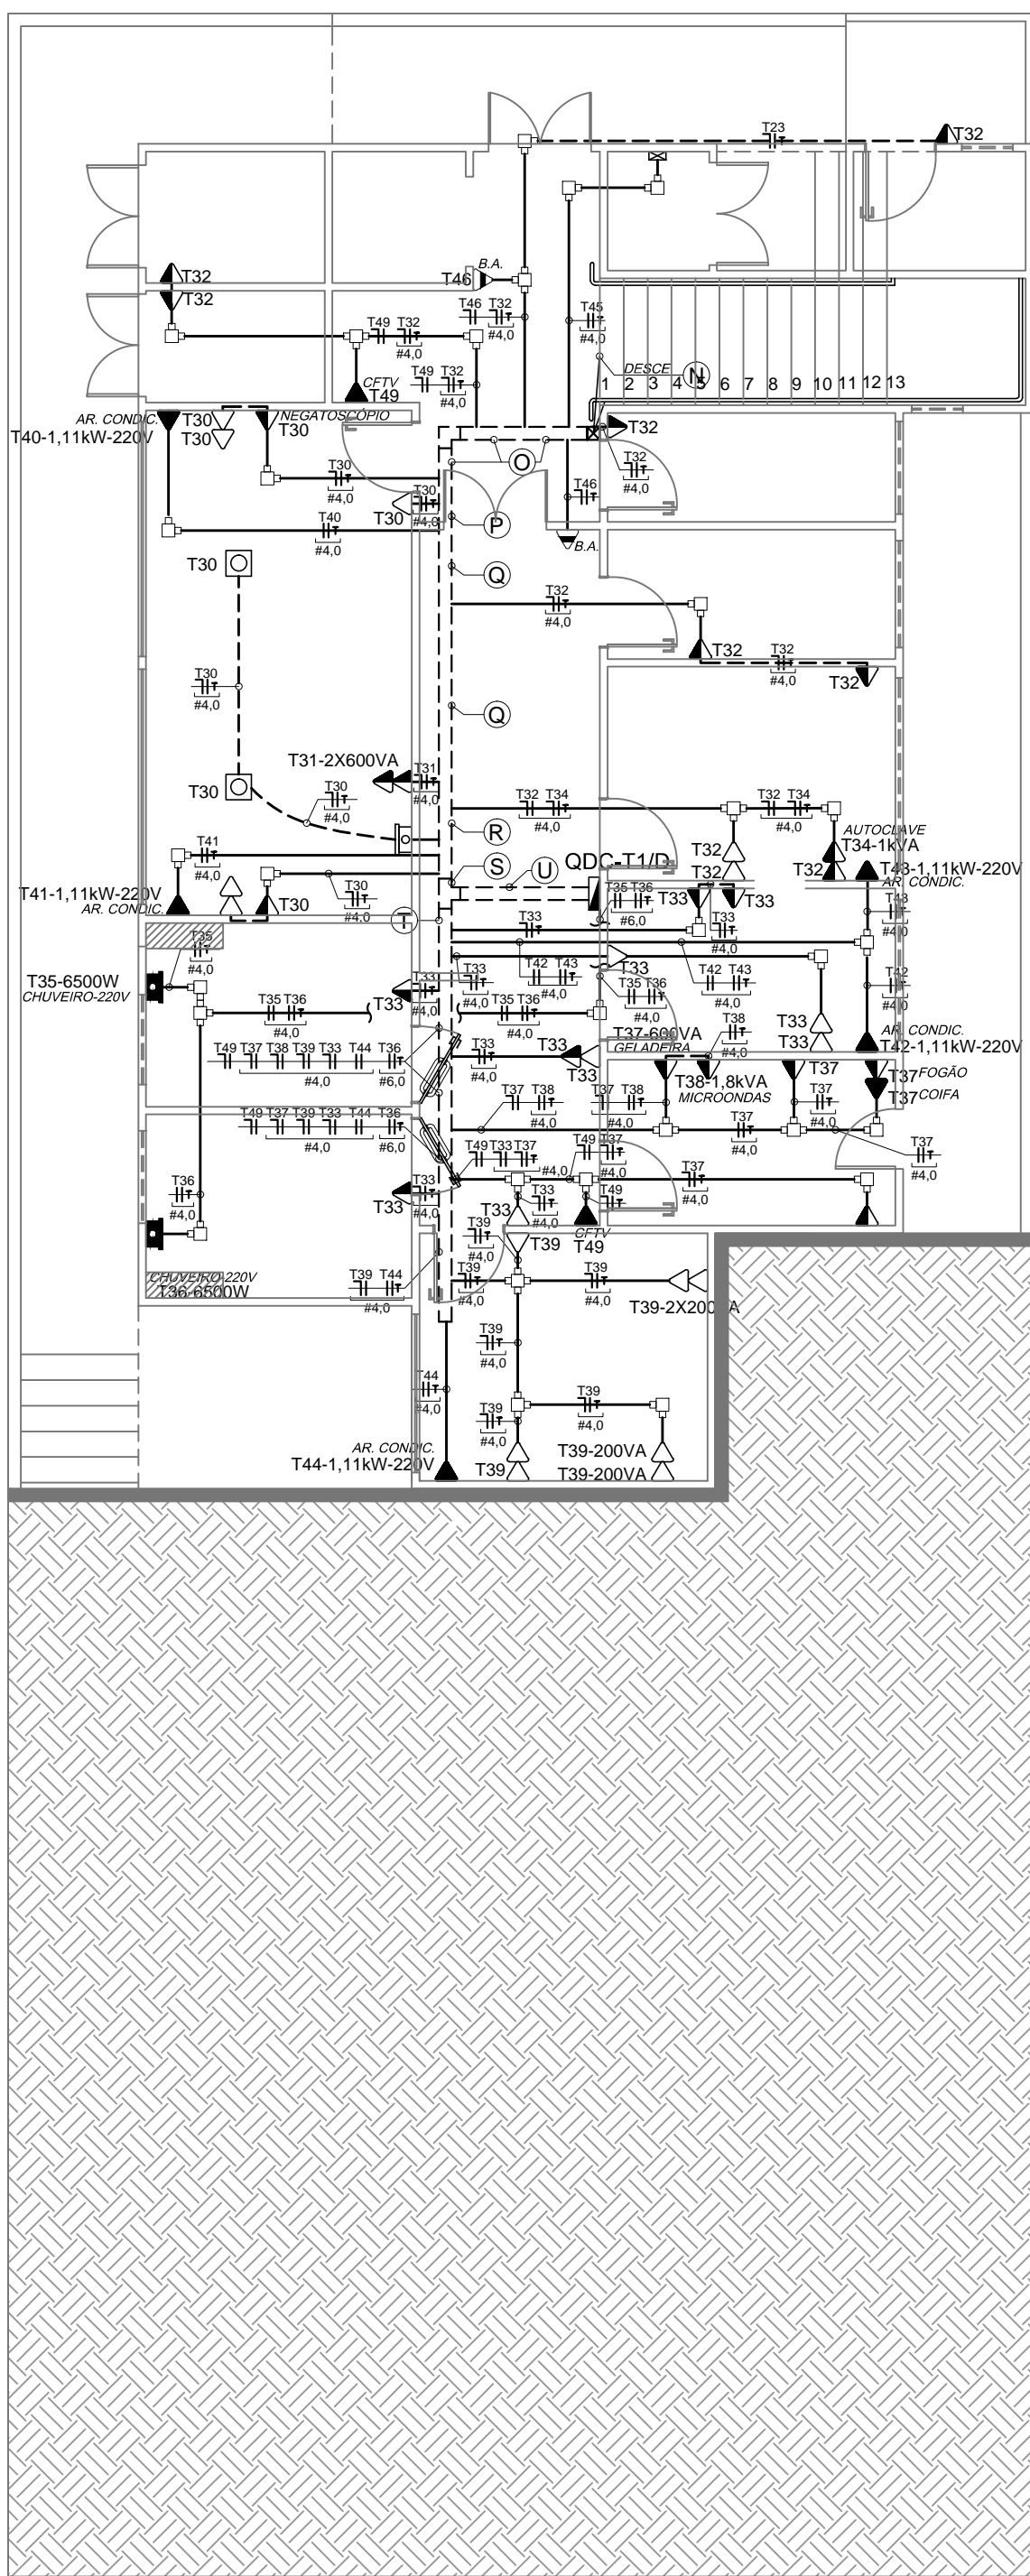 T23
T32
B.A.
T46
T32
T32
T46 T32
T45
#4,0
T49 T32
#4,0
DESCE
N
1 2 3 4 5 6 7 8 9 10 11 12 13
T49 T32
#4,0
CFTV
T49
AR. CONDIC.
T40-1,11kW-220V
T30
T30
NEGATOSCÓPIO
T30
T32
O
T32
#4,0
T30
#4,0
T30
#4,0
T30
T46
P
T40
#4,0
B.A.
T30
Q
T32
#4,0
T32
T32
#4,0
T32
T30
#4,0
Q
T31-2X600VA
T31
#4,0
T30
T30
#4,0
T32 T34
#4,0
T32 T34
#4,0
R
AUTOCLAVE
T34-1kVA
T32
T32
T41
#4,0
S
U
QDC-T1/D
T43-1,11kW-220V
AR. CONDIC.
T41-1,11kW-220V
AR. CONDIC.
T30
T30
#4,0
T32
T33
T33
T35 T36
#6,0
T43
#4,0
T
T33
T33
#4,0
T35
#4,0
T35-6500W
CHUVEIRO-220V
T33
#4,0
T33
T33
#4,0
T42 T43
#4,0
T33
T35 T36
#4,0
T42 T43
#4,0
T42
#4,0
T35 T36
#4,0
T35 T36
#4,0
T33
T33
T38
#4,0
AR. CONDIC.
T42-1,11kW-220V
T37-600VA
GELADEIRA
T49 T37 T38 T39 T33 T44 T36
#4,0 #6,0
T33
#4,0
T33
T33
T38-1,8kVA
MICROONDAS
T37
T37 FOGÃO
T37 COIFA
T37 T38
#4,0
T37 T38
#4,0
T37
#4,0
T49 T37 T39 T33 T44 T36
#4,0 #6,0
T37
#4,0
T37
#4,0
T49 T33 T37
#4,0
T49 T37
#4,0
T37
#4,0
T36
#4,0
T33
#4,0
T33
T33
#4,0
T33
T49
CFTV
T49
T39
#4,0
T39
CHUVEIRO-220V
T36-6500W
T39 T44
#4,0
T39
#4,0
T39
#4,0
T39-2X200VA
T39
#4,0
T44
#4,0
T39
#4,0
T39
#4,0
AR. CONDIC.
T44-1,11kW-220V
T39
T39-200VA
T39-200VA